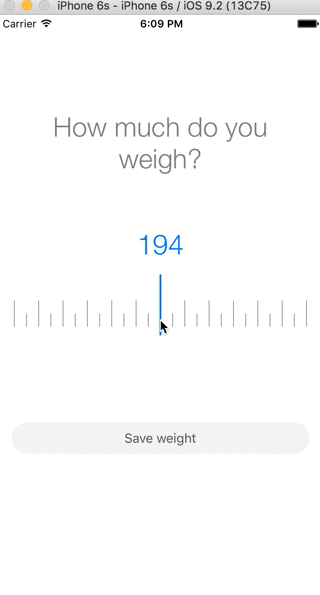 iPhone 6s - iPhone 6s / iOS 9.2 (13C75)
Carrier 6:09 PM
How much do you
weigh?
194
Save weight